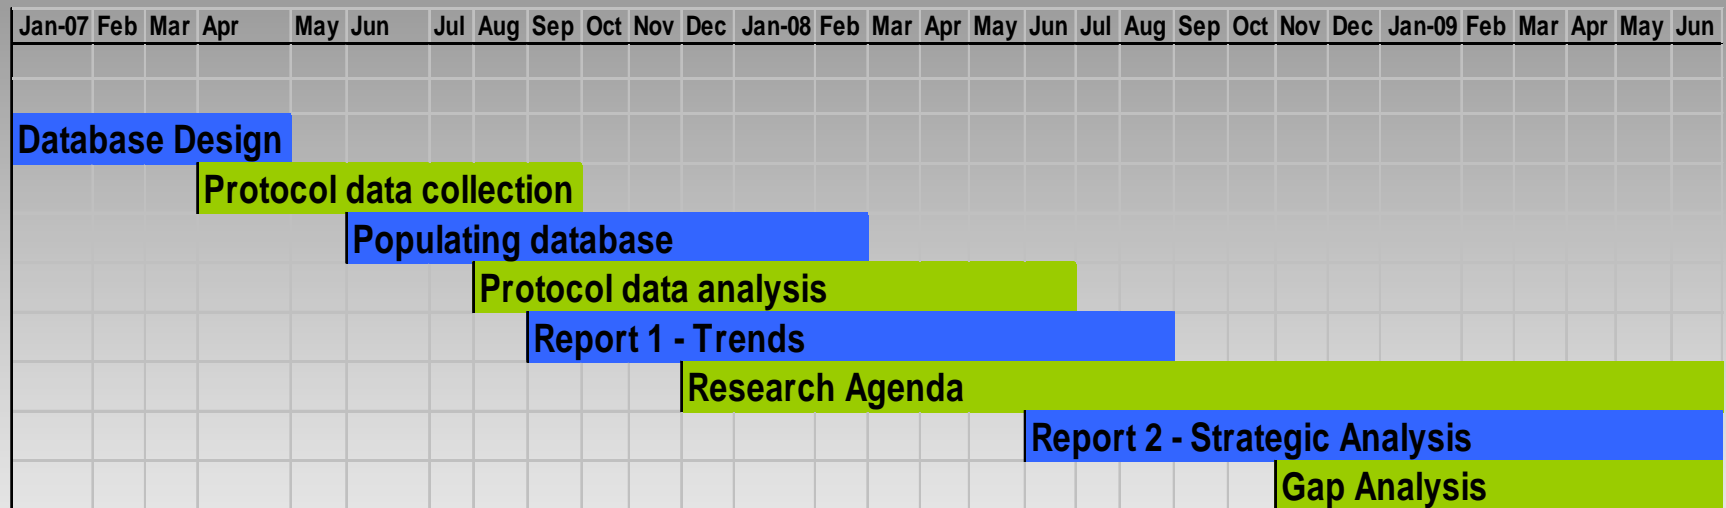 Jan-07 Feb Mar Apr May Jun Jul Aug Sep Oct Nov Dec Jan-08 Feb Mar Apr May Jun Jul Aug Sep Oct Nov Dec Jan-09 Feb Mar Apr May Jun
Database Design
Protocol data collection
Populating database
Protocol data analysis
Report 1 - Trends
Research Agenda
Report 2 - Strategic Analysis
Gap Analysis